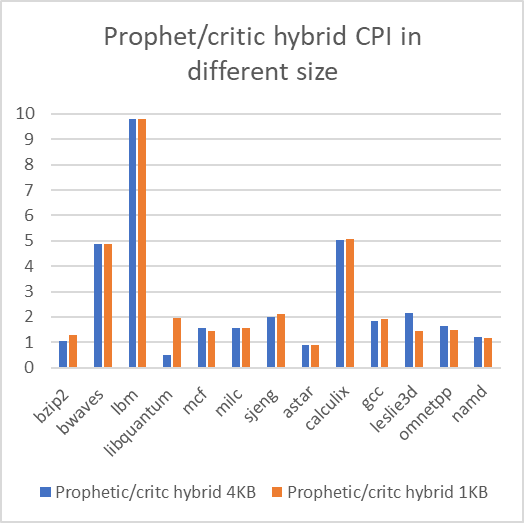 Prophet/critic hybrid CPI in
different size
10
9
8
7
6
5
4
3
2
1
0
bzip2
bwaves
lbm
libquantum
mcf
milc
sjeng
astar
calculix
gcc
leslie3d
omnetpp
namd
Prophetic/critc hybrid 4KB
Prophetic/critc hybrid 1KB